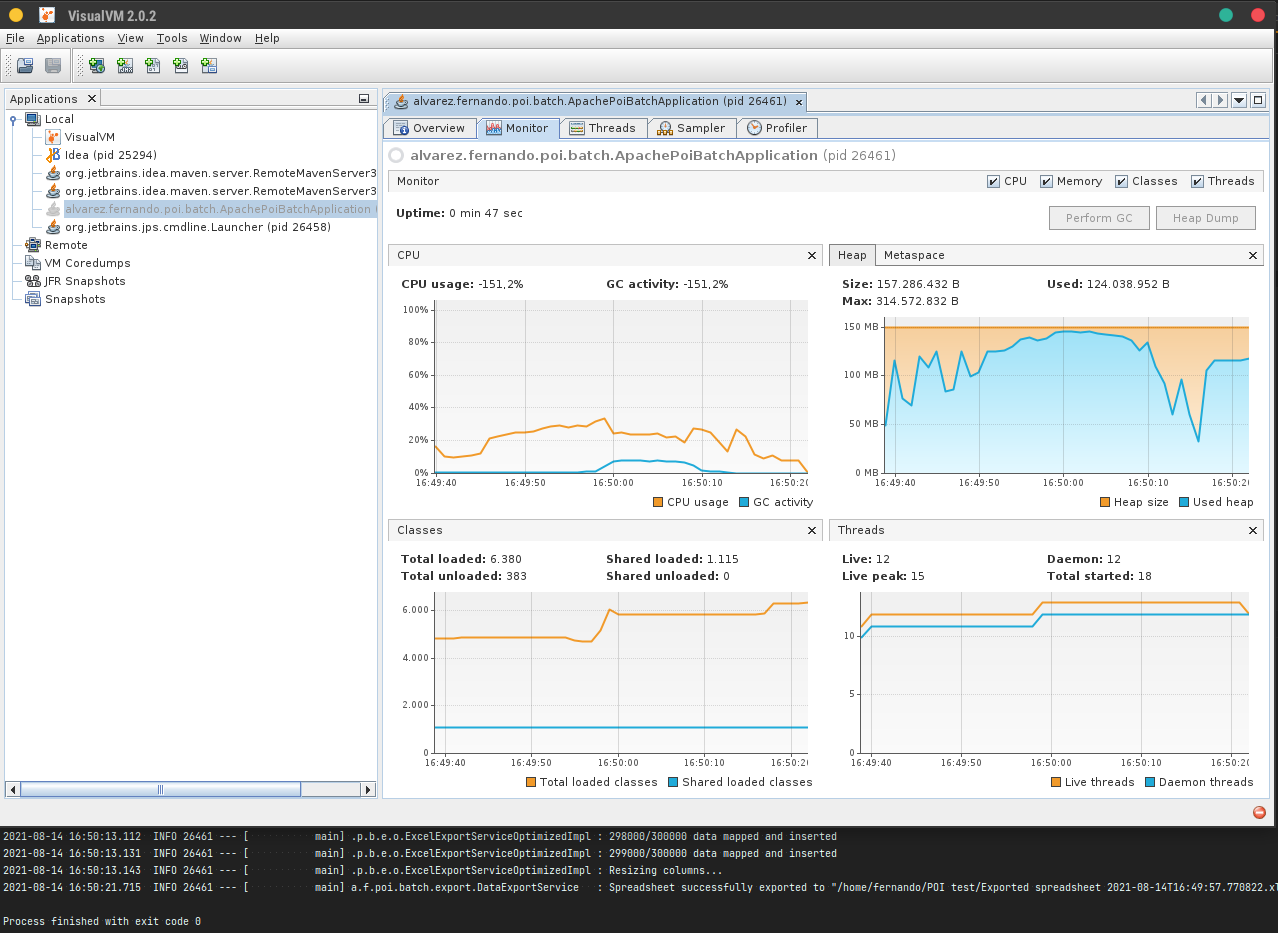 VisualVM 2.0.2
File Applications View Tools Window Help
Applications
Local
VisualVM
Idea (pid 25294)
org.jetbrains.idea.maven.server.RemoteMavenServer3
org.jetbrains.idea.maven.server.RemoteMavenServer3
alvarez.fernando.poi.batch.ApachePoiBatchApplication
org.jetbrains.jps.cmdline.Launcher (pid 26458)
Remote
VM Coredumps
JFR Snapshots
Snapshots
alvarez.fernando.poi.batch.ApachePoiBatchApplication (pid 26461)
Overview Monitor Threads Sampler Profiler
alvarez.fernando.poi.batch.ApachePoiBatchApplication (pid 26461)
Monitor CPU Memory Classes Threads
Uptime: 0 min 47 sec
Perform GC Heap Dump
CPU
CPU usage: -151,2% GC activity: -151,2%
100%
80%
60%
40%
20%
0%
16:49:40 16:49:50 16:50:00 16:50:10 16:50:20
CPU usage GC activity
Heap Metaspace
Size: 157.286.432 B Used: 124.038.952 B
Max: 314.572.832 B
150 MB
100 MB
50 MB
0 MB
16:49:40 16:49:50 16:50:00 16:50:10 16:50:20
Heap size Used heap
Classes
Total loaded: 6.380 Shared loaded: 1.115
Total unloaded: 383 Shared unloaded: 0
6.000
4.000
2.000
0
16:49:40 16:49:50 16:50:00 16:50:10 16:50:20
Total loaded classes Shared loaded classes
Threads
Live: 12 Daemon: 12
Live peak: 15 Total started: 18
10
5
0
16:49:40 16:49:50 16:50:00 16:50:10 16:50:20
Live threads Daemon threads
2021-08-14 16:50:13.112 INFO 26461 --- [ main] .p.b.e.o.ExcelExportServiceOptimizedImpl : 298000/300000 data mapped and inserted
2021-08-14 16:50:13.131 INFO 26461 --- [ main] .p.b.e.o.ExcelExportServiceOptimizedImpl : 299000/300000 data mapped and inserted
2021-08-14 16:50:13.143 INFO 26461 --- [ main] .p.b.e.o.ExcelExportServiceOptimizedImpl : Resizing columns...
2021-08-14 16:50:21.715 INFO 26461 --- [ main] a.f.poi.batch.export.DataExportService : Spreadsheet successfully exported to "/home/fernando/POI test/Exported spreadsheet 2021-08-14T16:49:57.770822.xl
Process finished with exit code 0